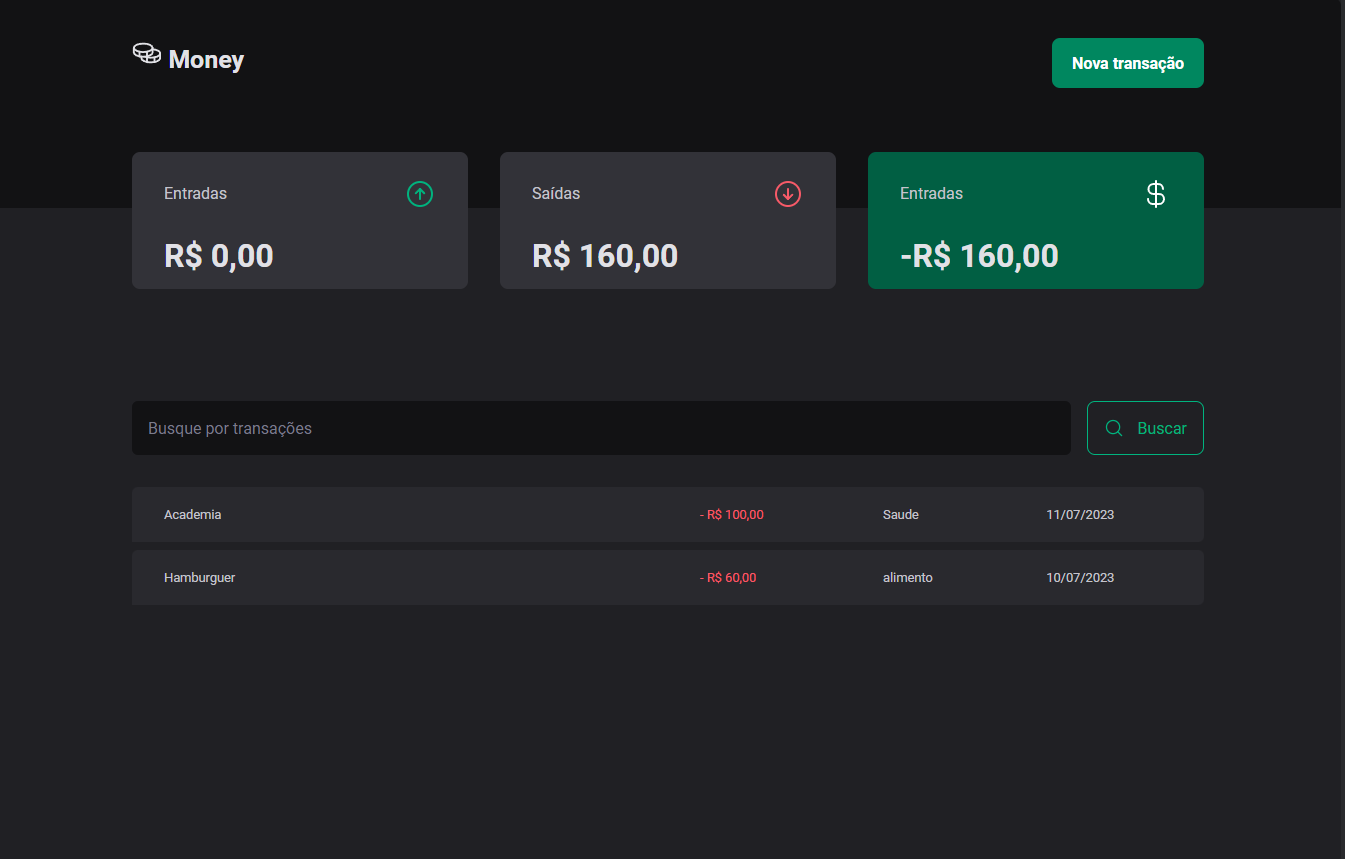 Money
Nova transação
Entradas
R$ 0,00
Saídas
R$ 160,00
Entradas
-R$ 160,00
Busque por transações
Buscar
Academia - R$ 100,00 Saude 11/07/2023
Hamburguer - R$ 60,00 alimento 10/07/2023